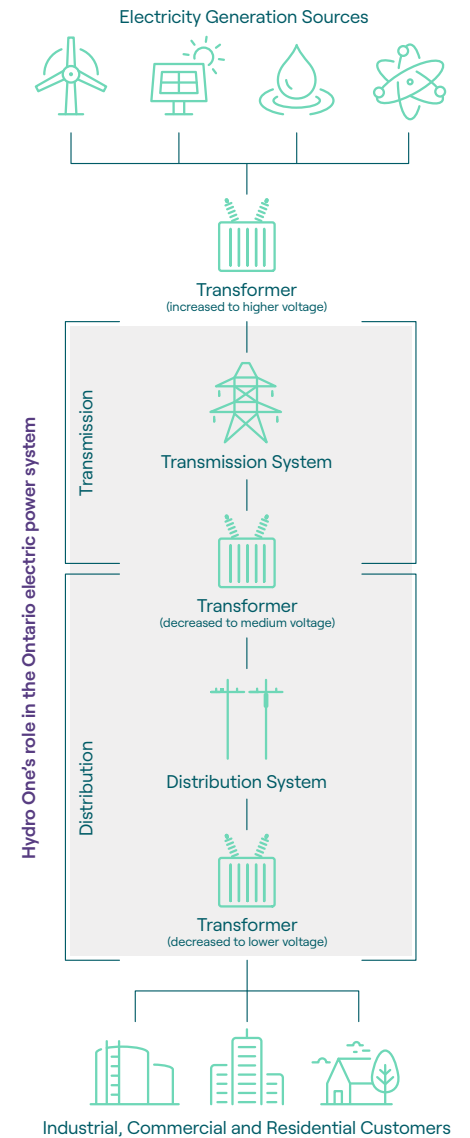 Electricity Generation Sources
Transformer
(increased to higher voltage)
Hydro One's role in the Ontario electric power system
Transmission
Transmission System
Transformer
(decreased to medium voltage)
Distribution
Distribution System
Transformer
(decreased to lower voltage)
Industrial, Commercial and Residential Customers